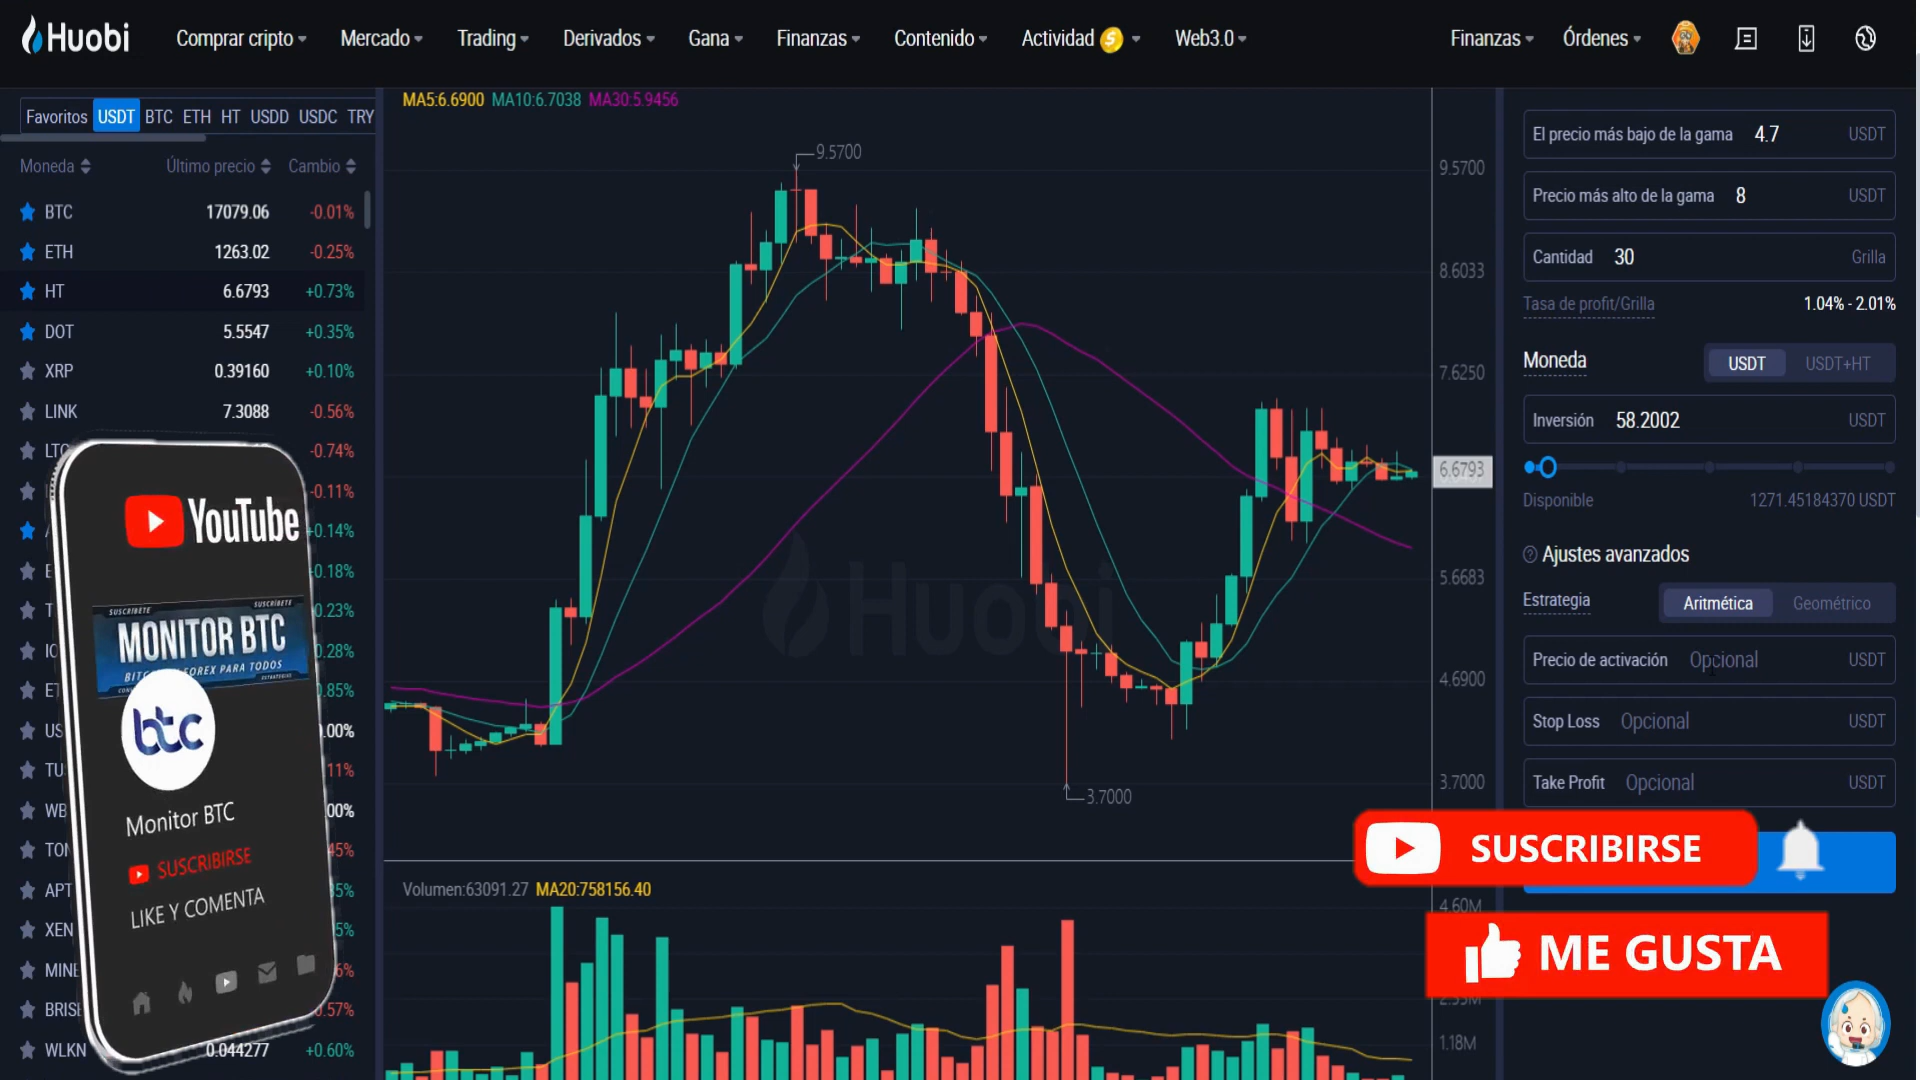 Huobi
Comprar cripto
Mercado
Trading
Derivados
Gana
Finanzas
Contenido
Actividad
Web3.0
Finanzas
Órdenes
Favoritos USDT BTC ETH HT USDD USDC TRY
Moneda Último precio Cambio
BTC 17079.06 -0.01%
ETH 1263.02 -0.25%
HT 6.6793 +0.73%
DOT 5.5547 +0.35%
XRP 0.39160 +0.10%
LINK 7.3088 -0.56%
-0.74%
-0.11%
+0.14%
0.18%
0.23%
0.28%
TON
APT
XEN
MINE
0.57%
WLKN 0.044277 +0.60%
YouTube
SUSCRÍBETE SUSCRÍBETE
MONITOR BTC
FOREX PARA TODOS
ESTRATEGIAS
btc
Monitor BTC
SUSCRIBIRSE
LIKE Y COMENTA
MA5:6.6900 MA10:6.7038 MA30:5.9456
9.5700
3.7000
Huobi
9.5700
8.6033
7.6250
6.6793
5.6683
4.6900
3.7000
Volumen:63091.27 MA20:758156.40
4.60M
1.18M
El precio más bajo de la gama 4.7 USDT
Precio más alto de la gama 8 USDT
Cantidad 30 Grilla
Tasa de profit/Grilla 1.04% - 2.01%
Moneda USDT USDT+HT
Inversión 58.2002 USDT
Disponible 1271.45184370 USDT
Ajustes avanzados
Estrategia Aritmética Geométrico
Precio de activación Opcional USDT
Stop Loss Opcional USDT
Take Profit Opcional USDT
SUSCRIBIRSE
ME GUSTA